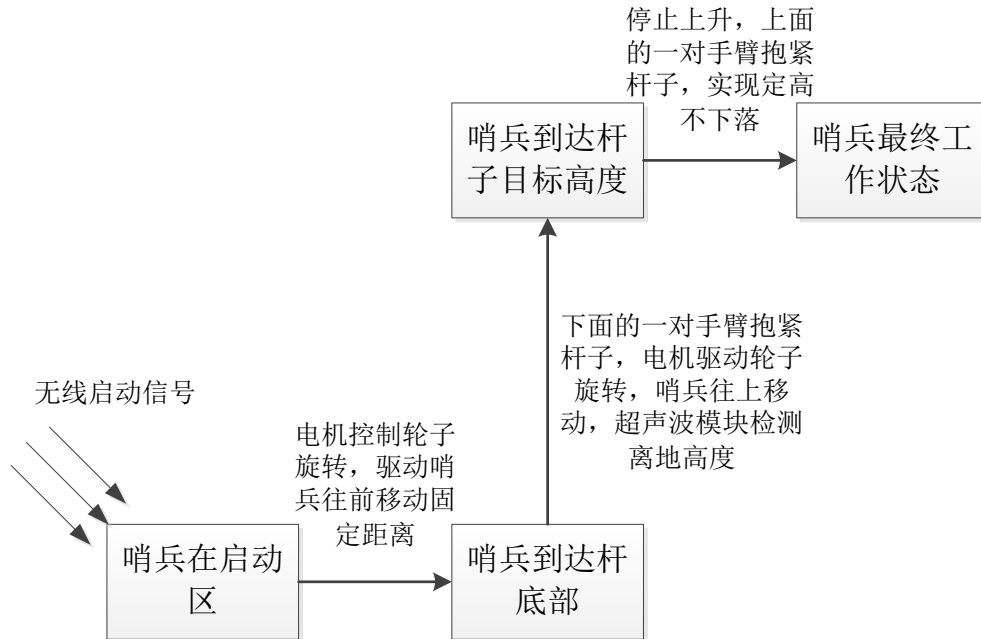 停止上升，上面
的一对手臂抱紧
杆子，实现定高
不下落
哨兵到达杆
子目标高度
哨兵最终工
作状态
下面的一对手臂抱紧
杆子，电机驱动轮子
旋转，哨兵往上移
动，超声波模块检测
离地高度
无线启动信号
电机控制轮子
旋转，驱动哨
兵往前移动固
定距离
哨兵在启动
区
哨兵到达杆
底部